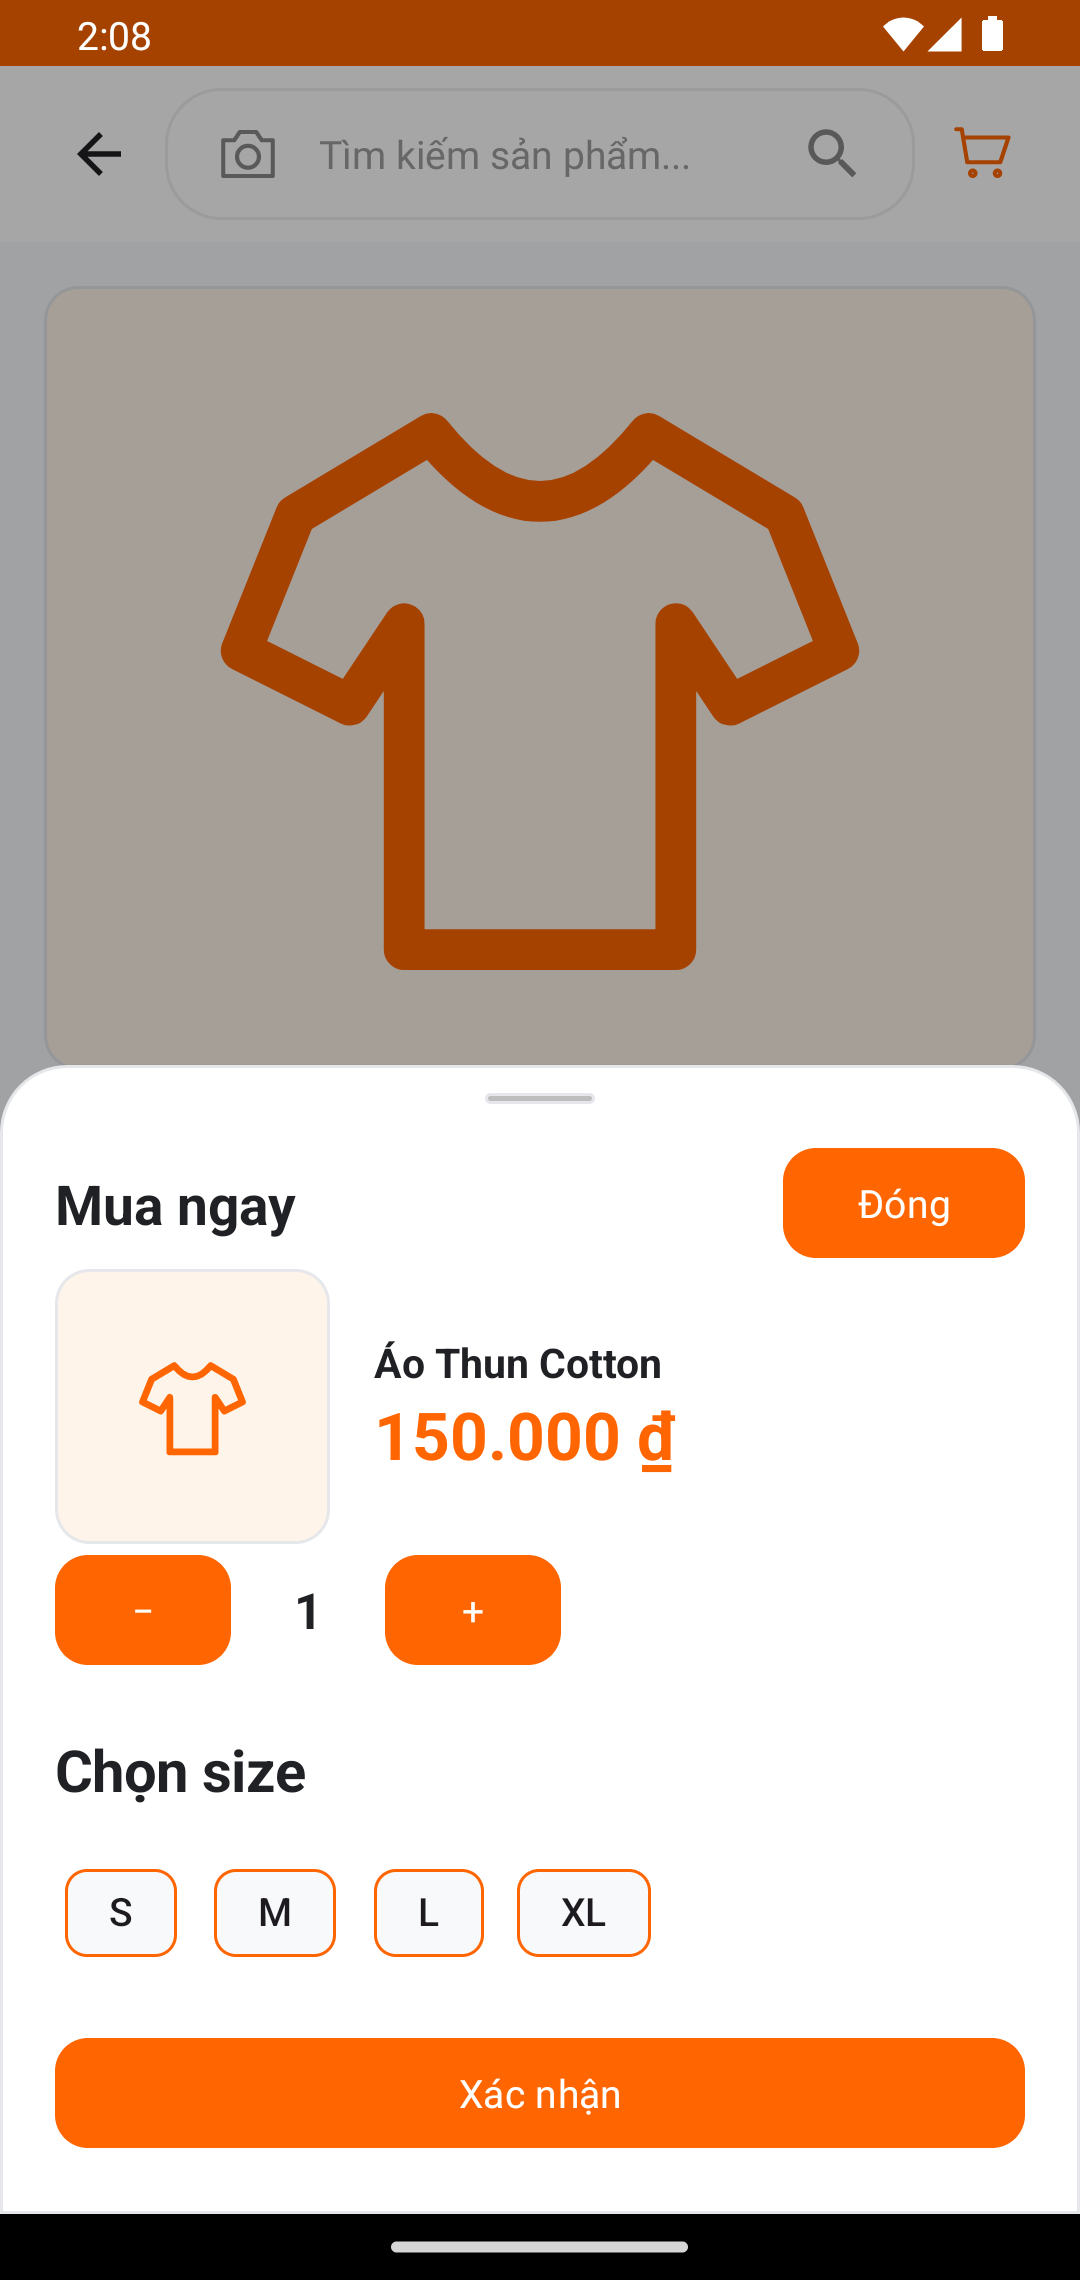 2:08
Tìm kiếm sản phẩm...
Mua ngay
Đóng
Áo Thun Cotton
150.000 ₫
− 1 +
Chọn size
S M L XL
Xác nhận